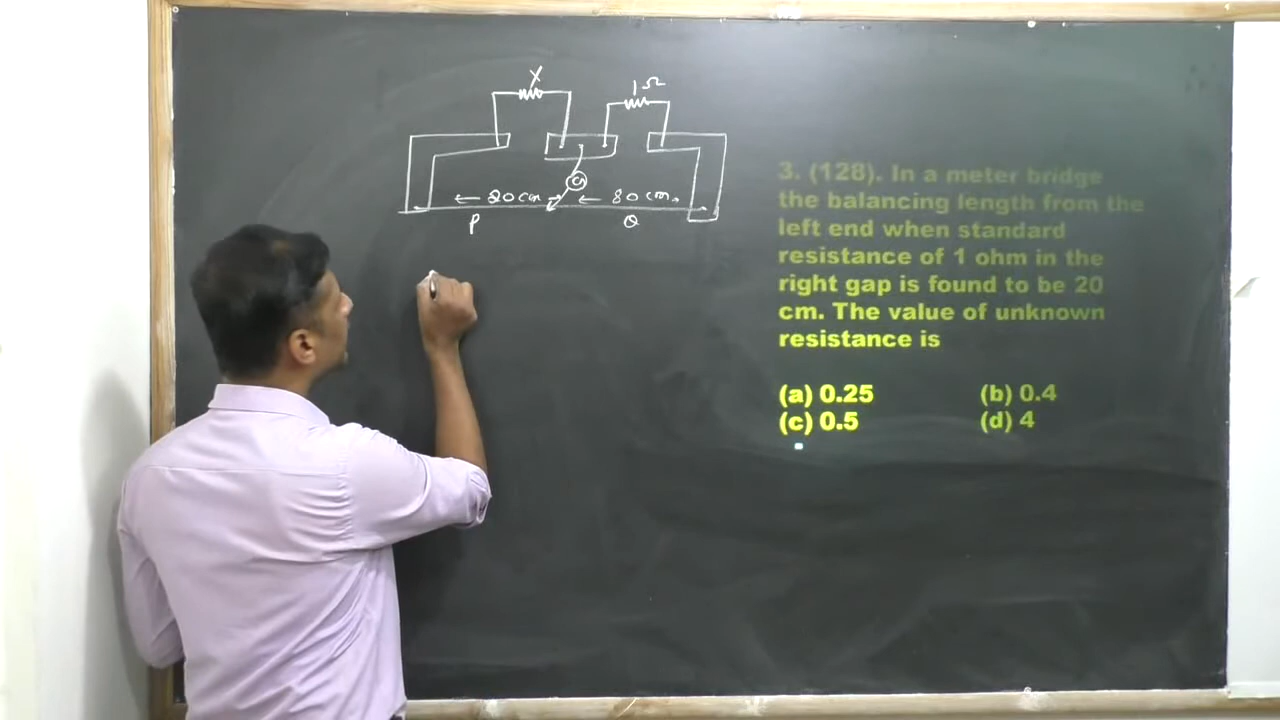 X
1Ω
G
20 cm
80 cm.
P
Q
3. (128). In a meter bridge
the balancing length from the
left end when standard
resistance of 1 ohm in the
right gap is found to be 20
cm. The value of unknown
resistance is
(a) 0.25 (b) 0.4
(c) 0.5 (d) 4